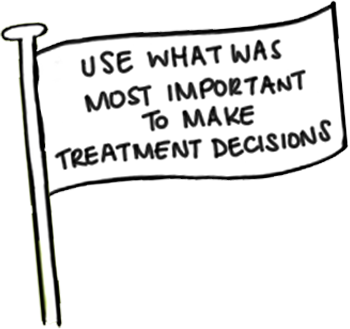 USE WHAT WAS
MOST IMPORTANT
TO MAKE
TREATMENT DECISIONS